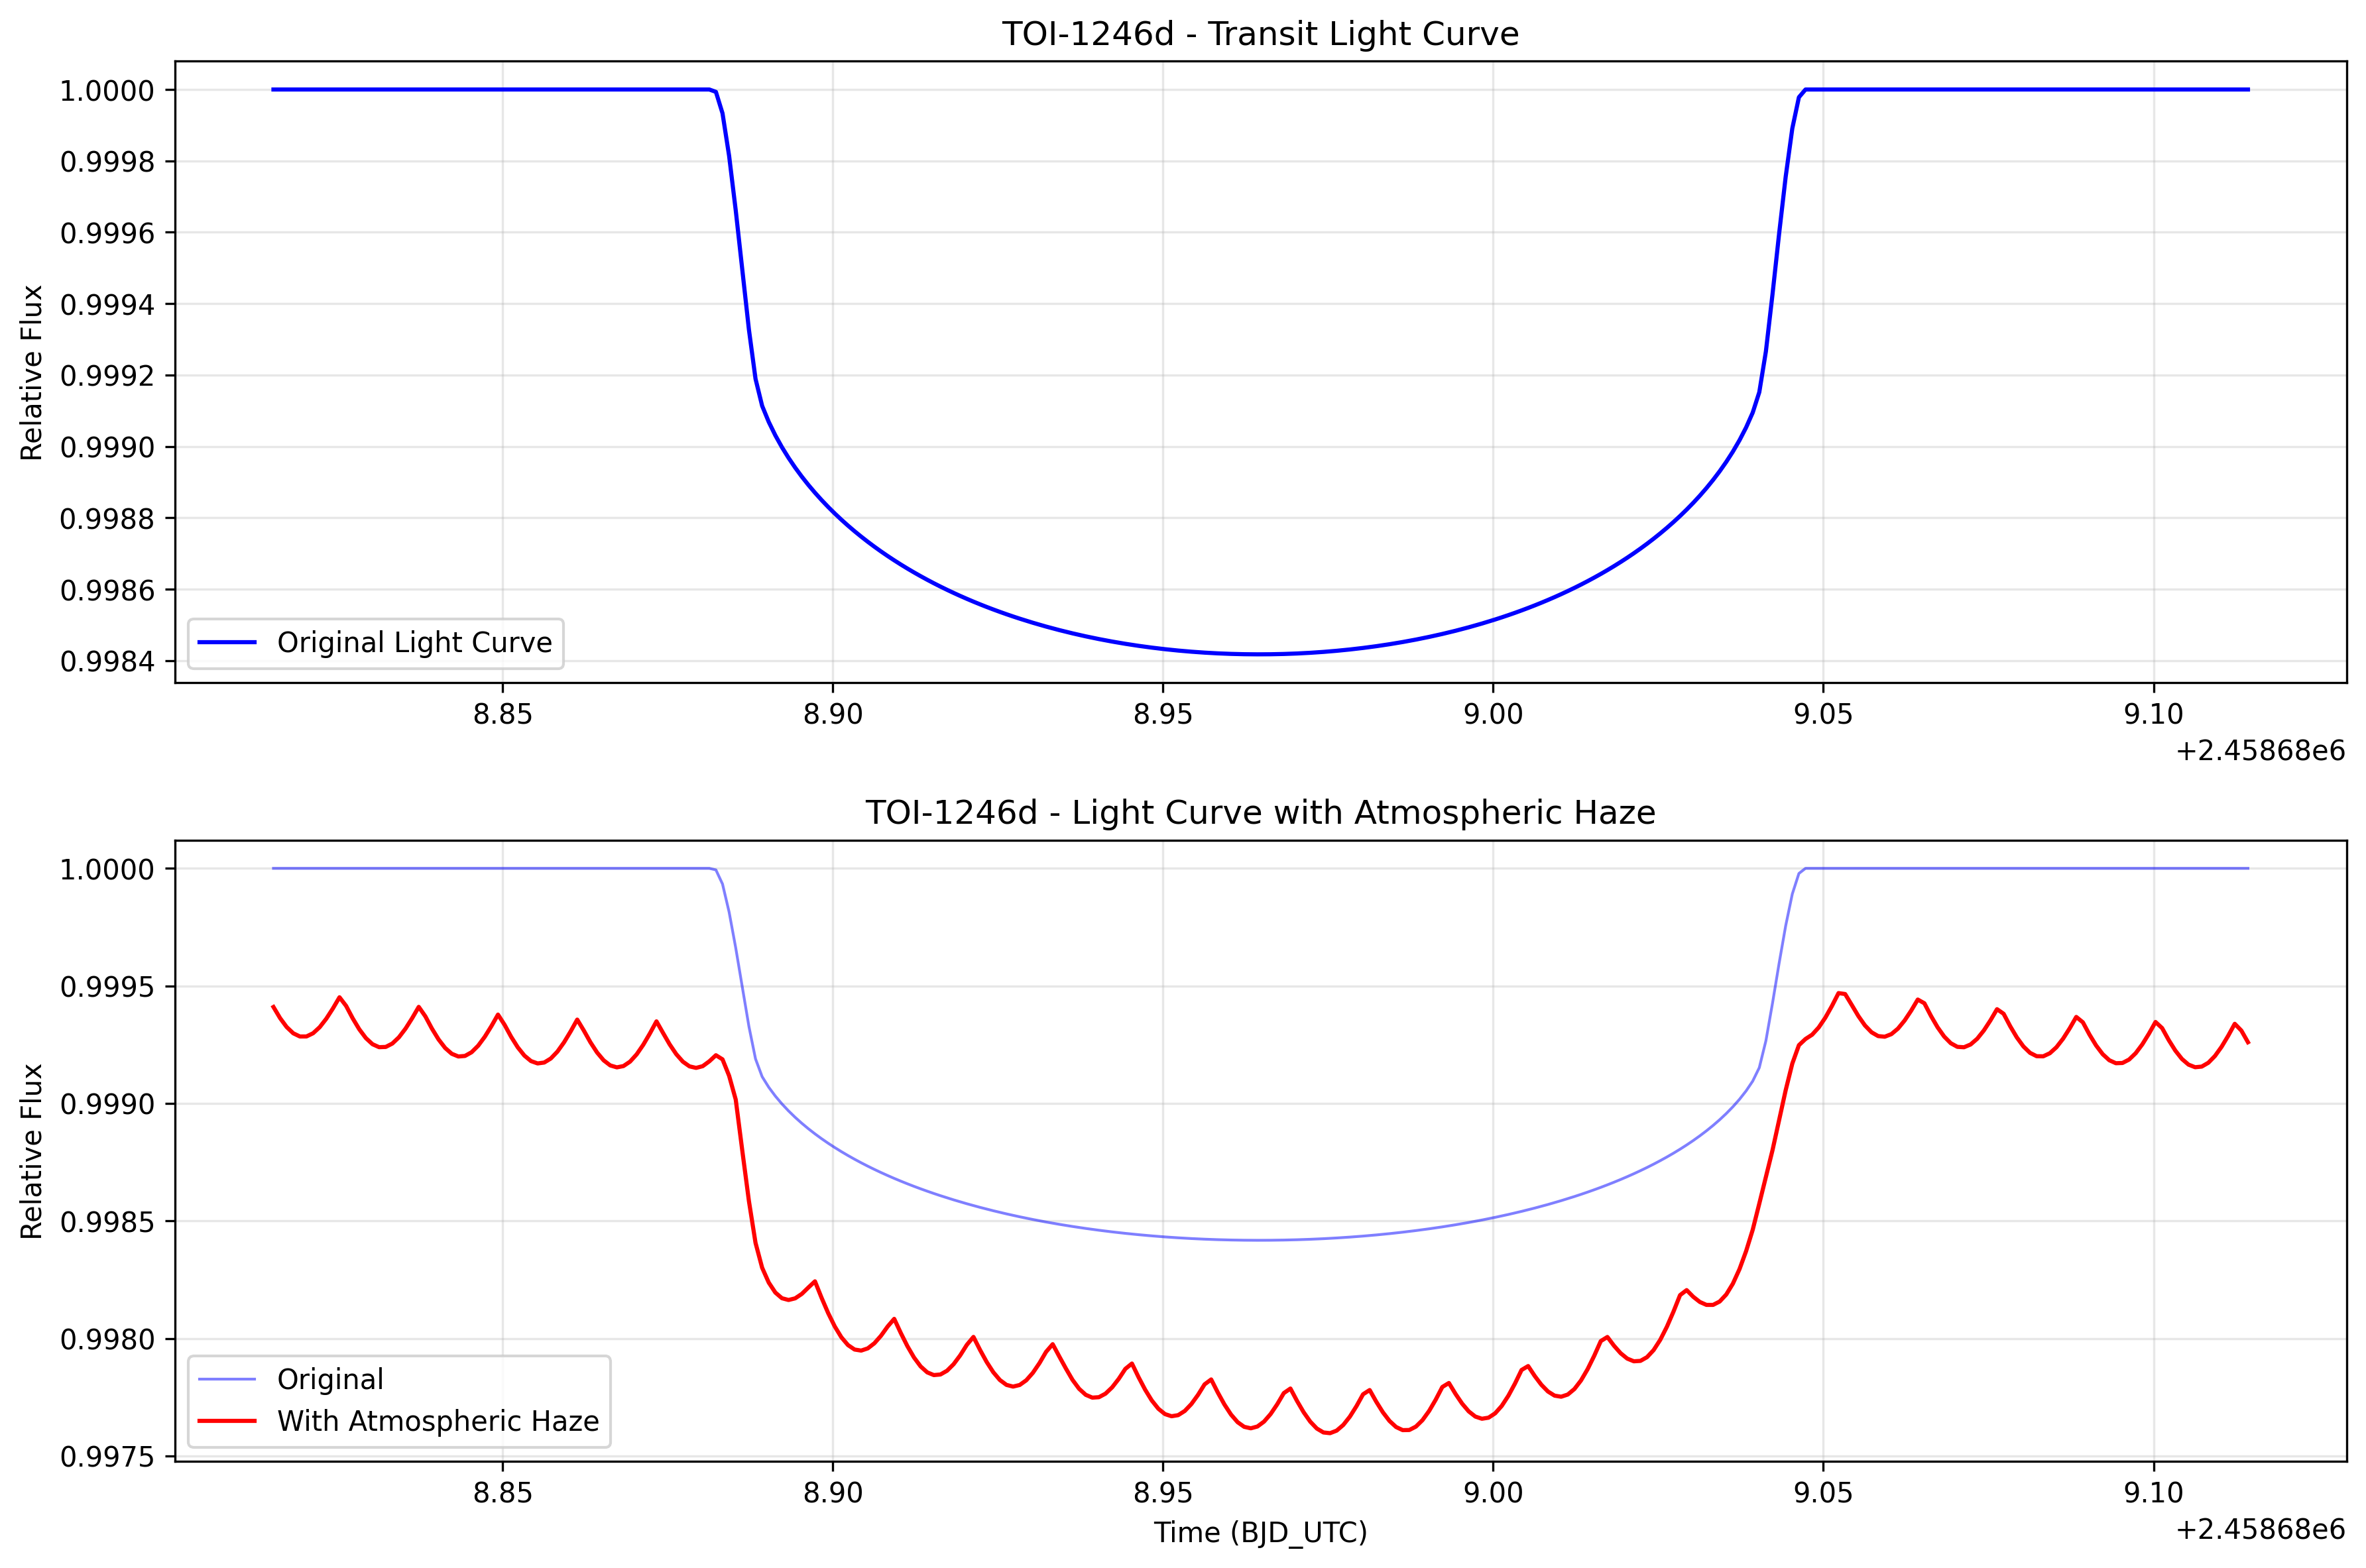 TOI-1246d - Transit Light Curve
Relative Flux
1.0000
0.9998
0.9996
0.9994
0.9992
0.9990
0.9988
0.9986
0.9984
Original Light Curve
8.85 8.90 8.95 9.00 9.05 9.10
+2.45868e6
TOI-1246d - Light Curve with Atmospheric Haze
Relative Flux
1.0000
0.9995
0.9990
0.9985
0.9980
0.9975
Original
With Atmospheric Haze
8.85 8.90 8.95 9.00 9.05 9.10
Time (BJD_UTC)
+2.45868e6